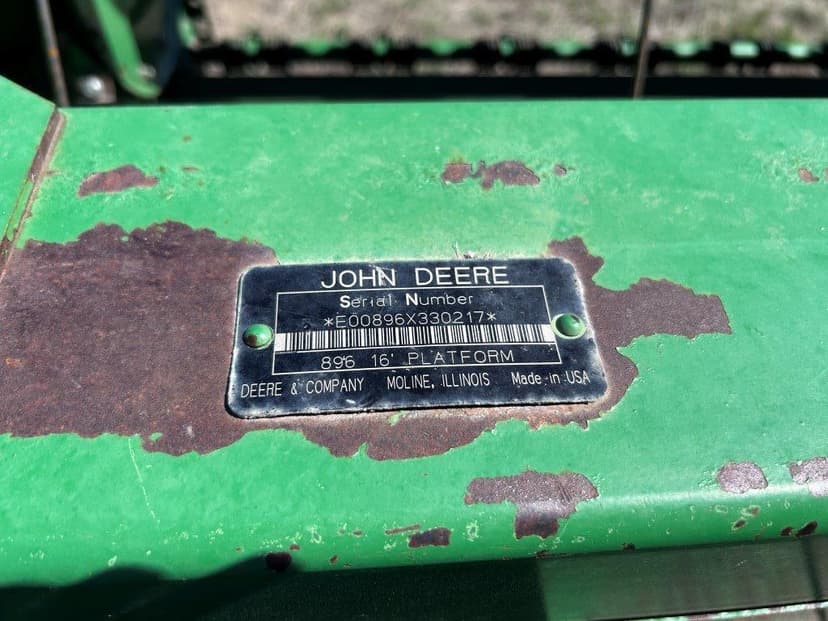 JOHN DEERE
Serial Number
*E00896X330217*
896 16' PLATFORM
DEERE & COMPANY MOLINE, ILLINOIS Made in USA